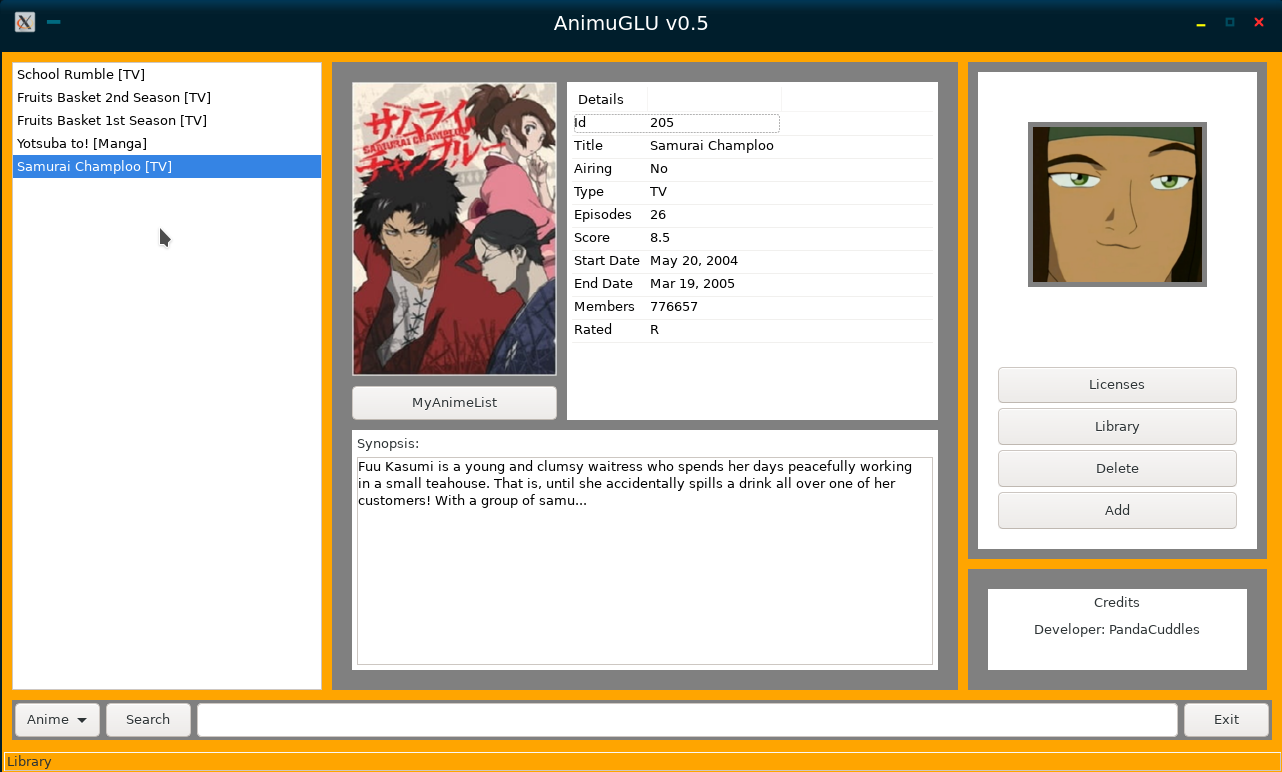 AnimuGLU v0.5
School Rumble [TV]
Fruits Basket 2nd Season [TV]
Fruits Basket 1st Season [TV]
Yotsuba to! [Manga]
Samurai Champloo [TV]
サムライ
SAMURAI CHAMPLOO
チャンプルー
MyAnimeList
Details
Id 205
Title Samurai Champloo
Airing No
Type TV
Episodes 26
Score 8.5
Start Date May 20, 2004
End Date Mar 19, 2005
Members 776657
Rated R
Synopsis:
Fuu Kasumi is a young and clumsy waitress who spends her days peacefully working
in a small teahouse. That is, until she accidentally spills a drink all over one of her
customers! With a group of samu...
Licenses
Library
Delete
Add
Credits
Developer: PandaCuddles
Anime
Search
Exit
Library